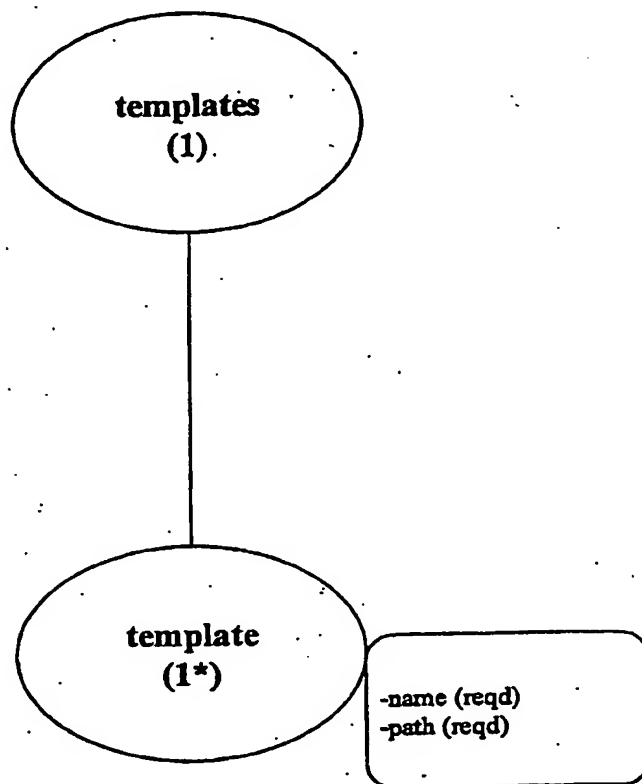 templates
(1)
template
(1*)
-name (reqd)
-path (reqd)